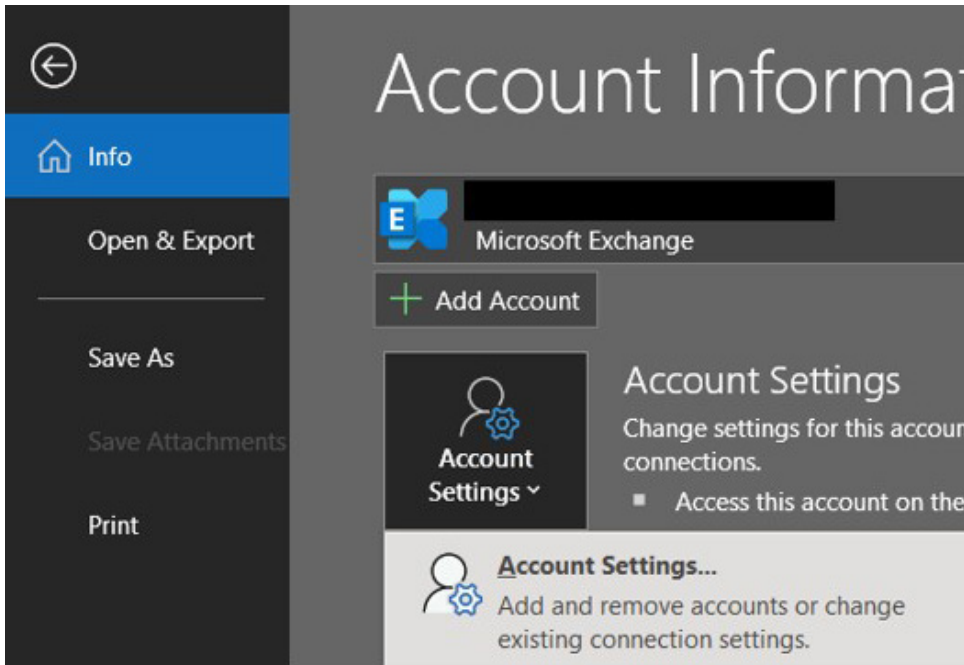 Account Informa
Info
E
Microsoft Exchange
Open & Export
Add Account
Save As
Account Settings
Change settings for this accoun
connections.
Access this account on the
Save Attachments
Account
Settings
Print
Account Settings...
Add and remove accounts or change
existing connection settings.